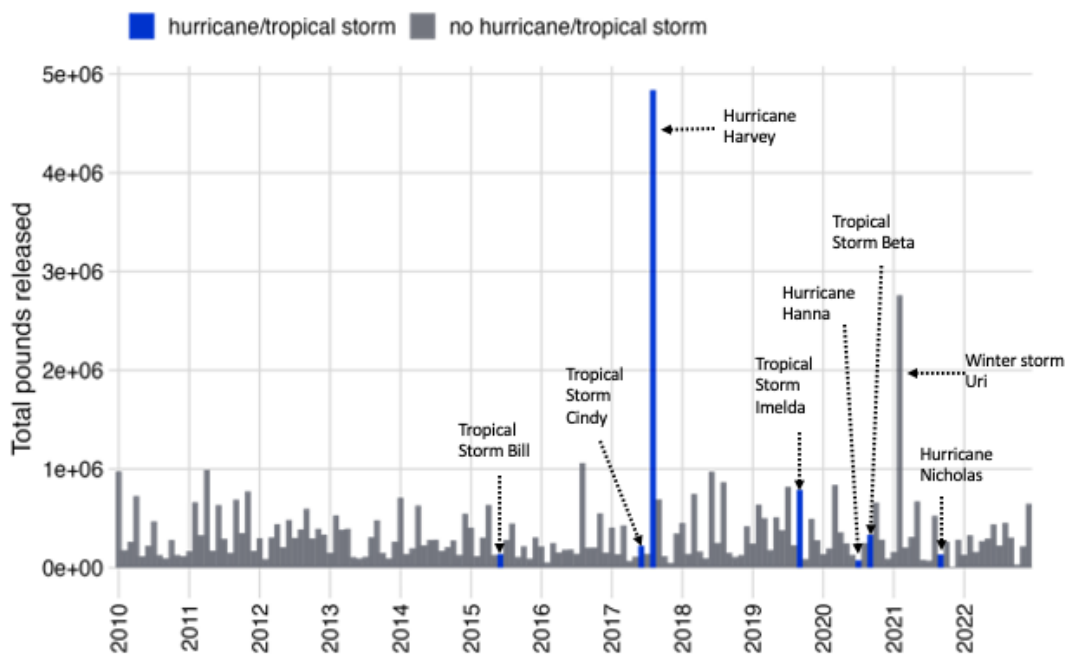 hurricane/tropical storm no hurricane/tropical storm
5e+06
4e+06
3e+06
2e+06
1e+06
0e+00
Total pounds released
Hurricane
Harvey
Tropical
Storm Beta
Hurricane
Hanna
Tropical
Storm
Imelda
Winter storm
Uri
Tropical
Storm
Cindy
Tropical
Storm Bill
Hurricane
Nicholas
2010
2011
2012
2013
2014
2015
2016
2017
2018
2019
2020
2021
2022